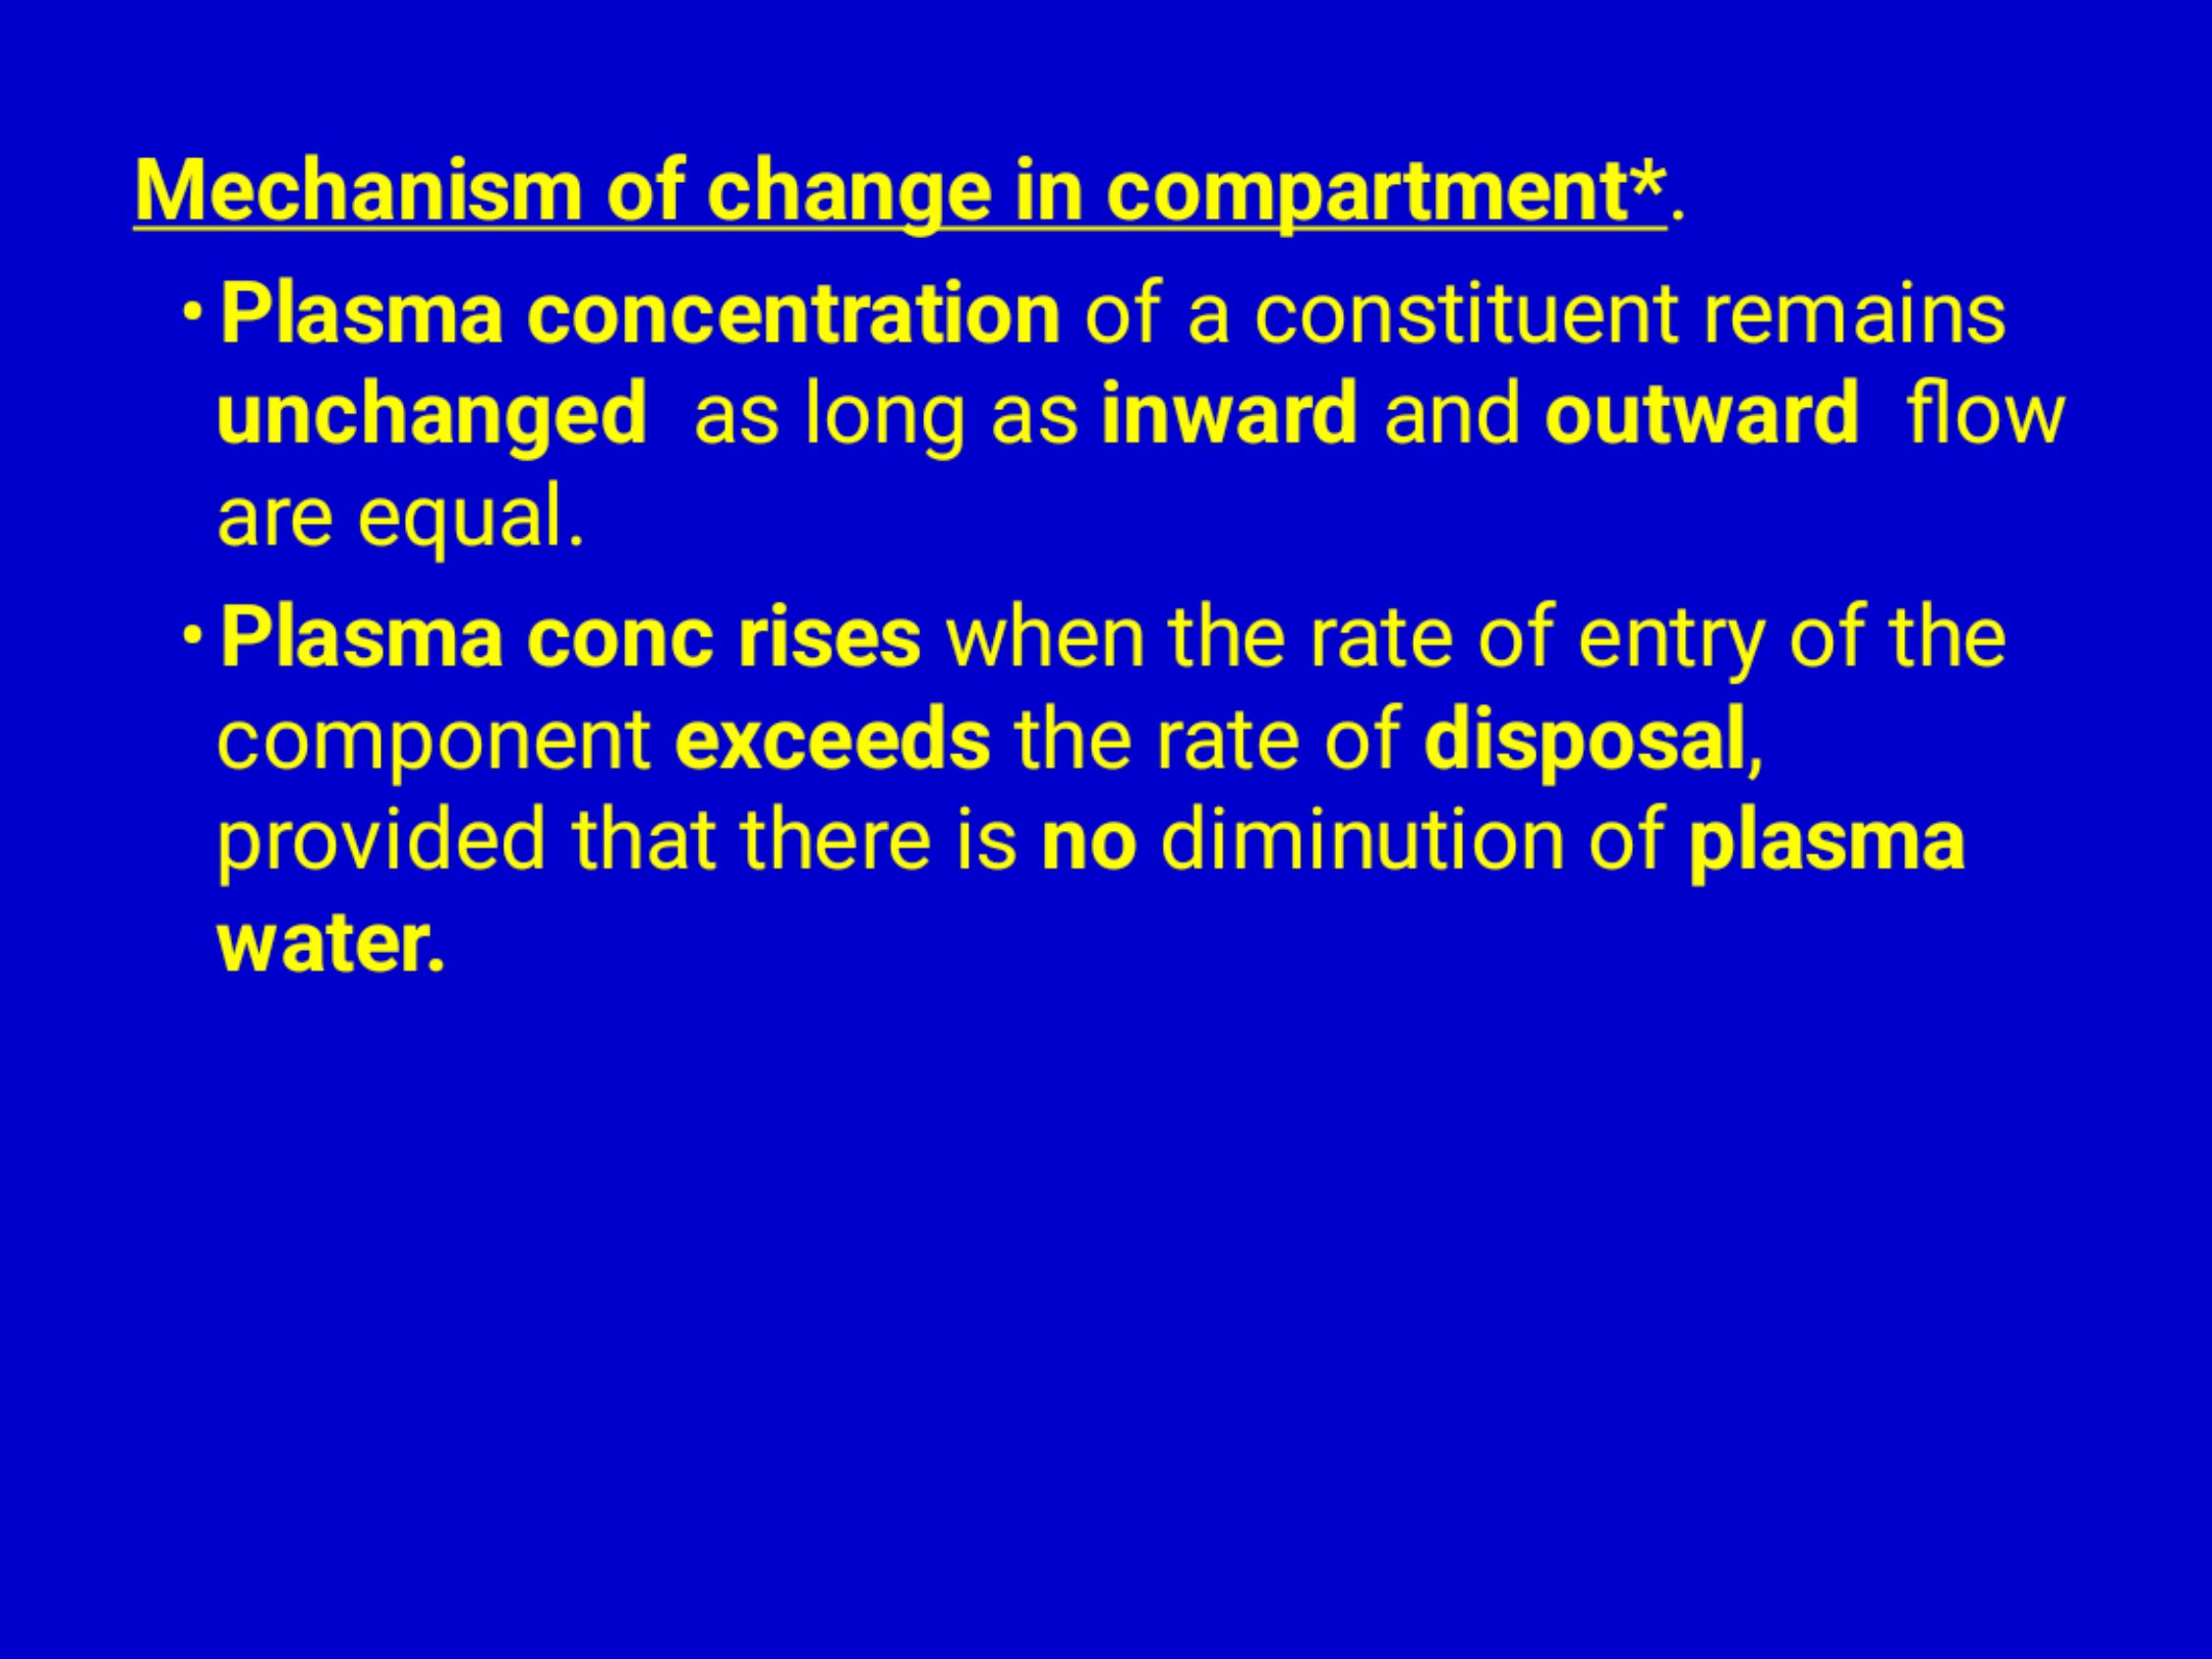 Mechanism of change in compartment*.
• Plasma concentration of a constituent remains
unchanged as long as inward and outward flow
are equal.
• Plasma conc rises when the rate of entry of the
component exceeds the rate of disposal,
provided that there is no diminution of plasma
water.